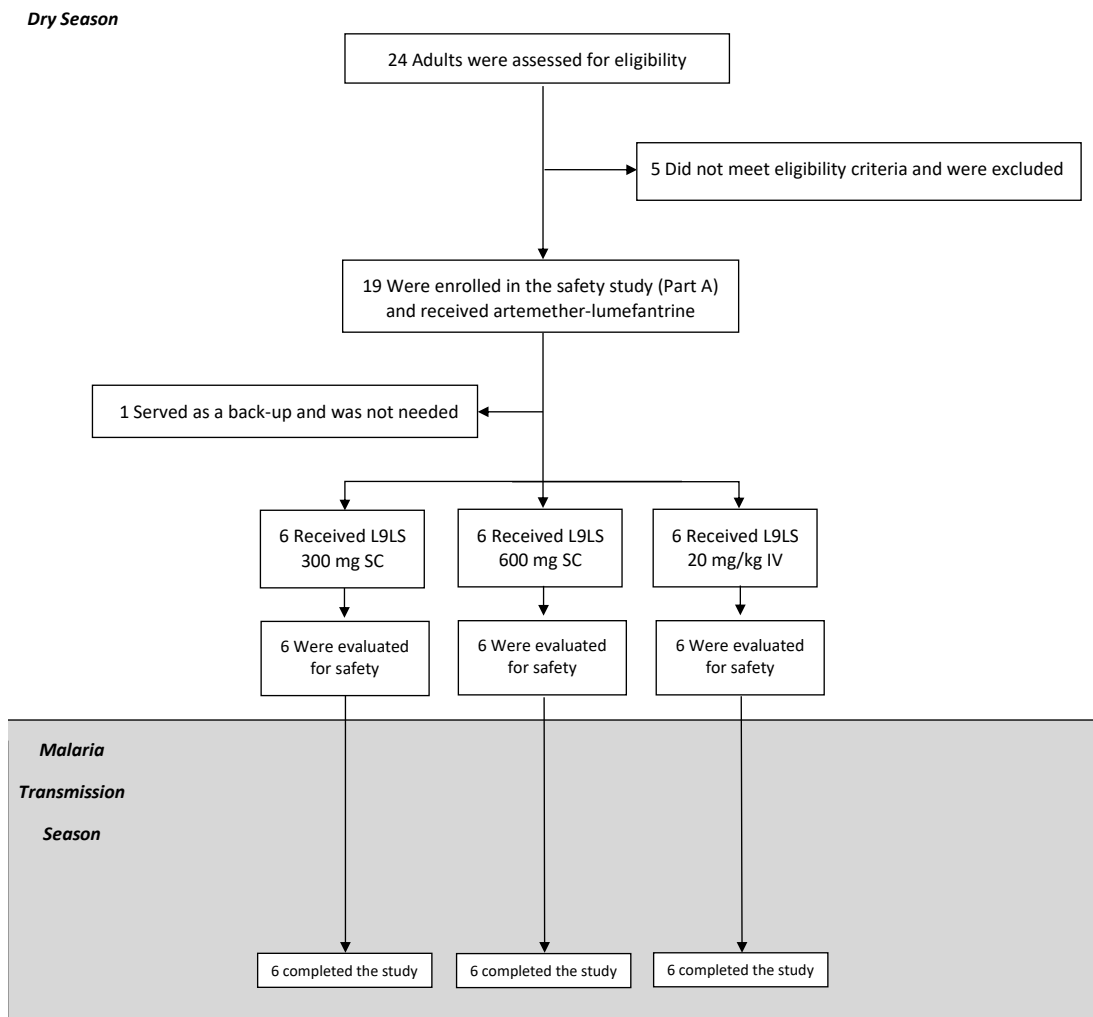 Dry Season
24 Adults were assessed for eligibility
5 Did not meet eligibility criteria and were excluded
19 Were enrolled in the safety study (Part A)
and received artemether-lumefantrine
1 Served as a back-up and was not needed
6 Received L9LS
300 mg SC
6 Received L9LS
600 mg SC
6 Received L9LS
20 mg/kg IV
6 Were evaluated
for safety
6 Were evaluated
for safety
6 Were evaluated
for safety
Malaria
Transmission
Season
6 completed the study
6 completed the study
6 completed the study